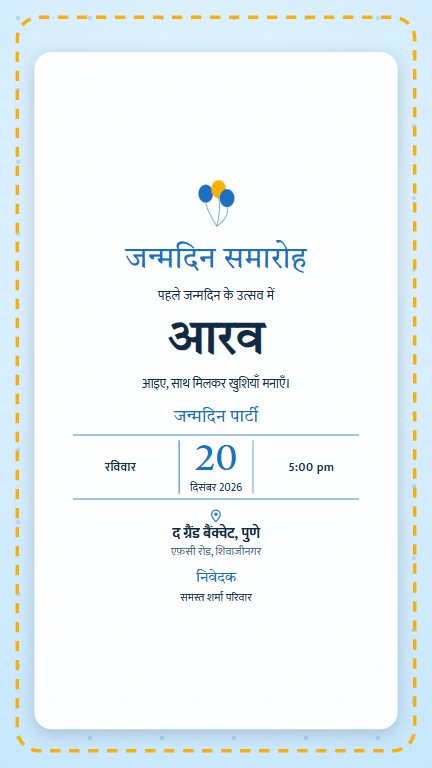 जन्मदिन समारोह
पहले जन्मदिन के उत्सव में
आरव
आइए, साथ मिलकर खुशियाँ मनाएँ।
जन्मदिन पार्टी
रविवार
20
दिसंबर 2026
5:00 pm
द ग्रैंड बैंक्वेट, पुणे
एफ़सी रोड, शिवाजीनगर
निवेदक
समस्त शर्मा परिवार